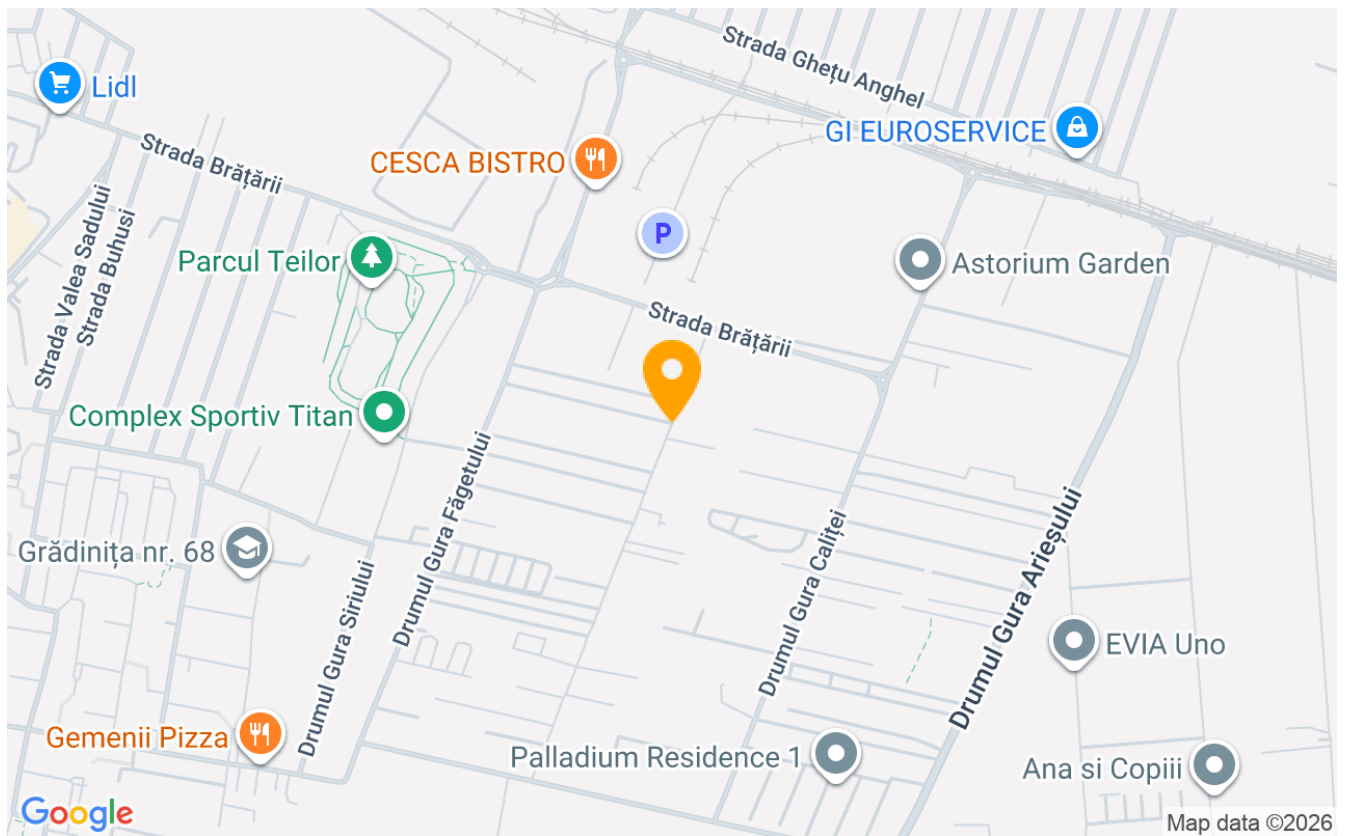 Strada Ghețu Anghel
Lidl
GI EUROSERVICE
Strada Brățării
CESCA BISTRO
Strada Valea Sadului
Strada Buhusi
P
Parcul Teilor
Astorium Garden
Strada Brățării
Complex Sportiv Titan
Drumul Gura Făgetului
Drumul Gura Caliței
Drumul Gura Arieșului
Grădinița nr. 68
Drumul Gura Siriului
EVIA Uno
Gemenii Pizza
Palladium Residence 1
Ana si Copiii
Google
Map data ©2026